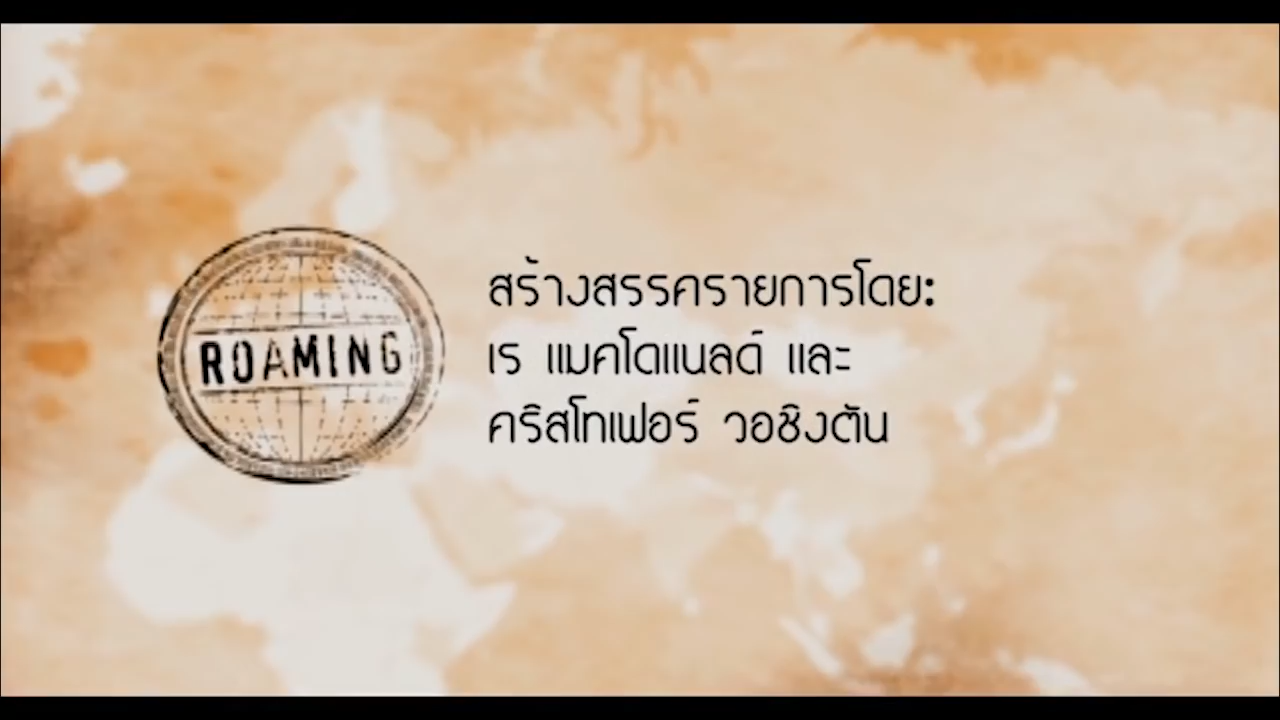 ROAMING
สร้างสรรครายการโดย:
เร แมคโดแนลด์ และ
คริสโทเฟอร์ วอชิงตัน